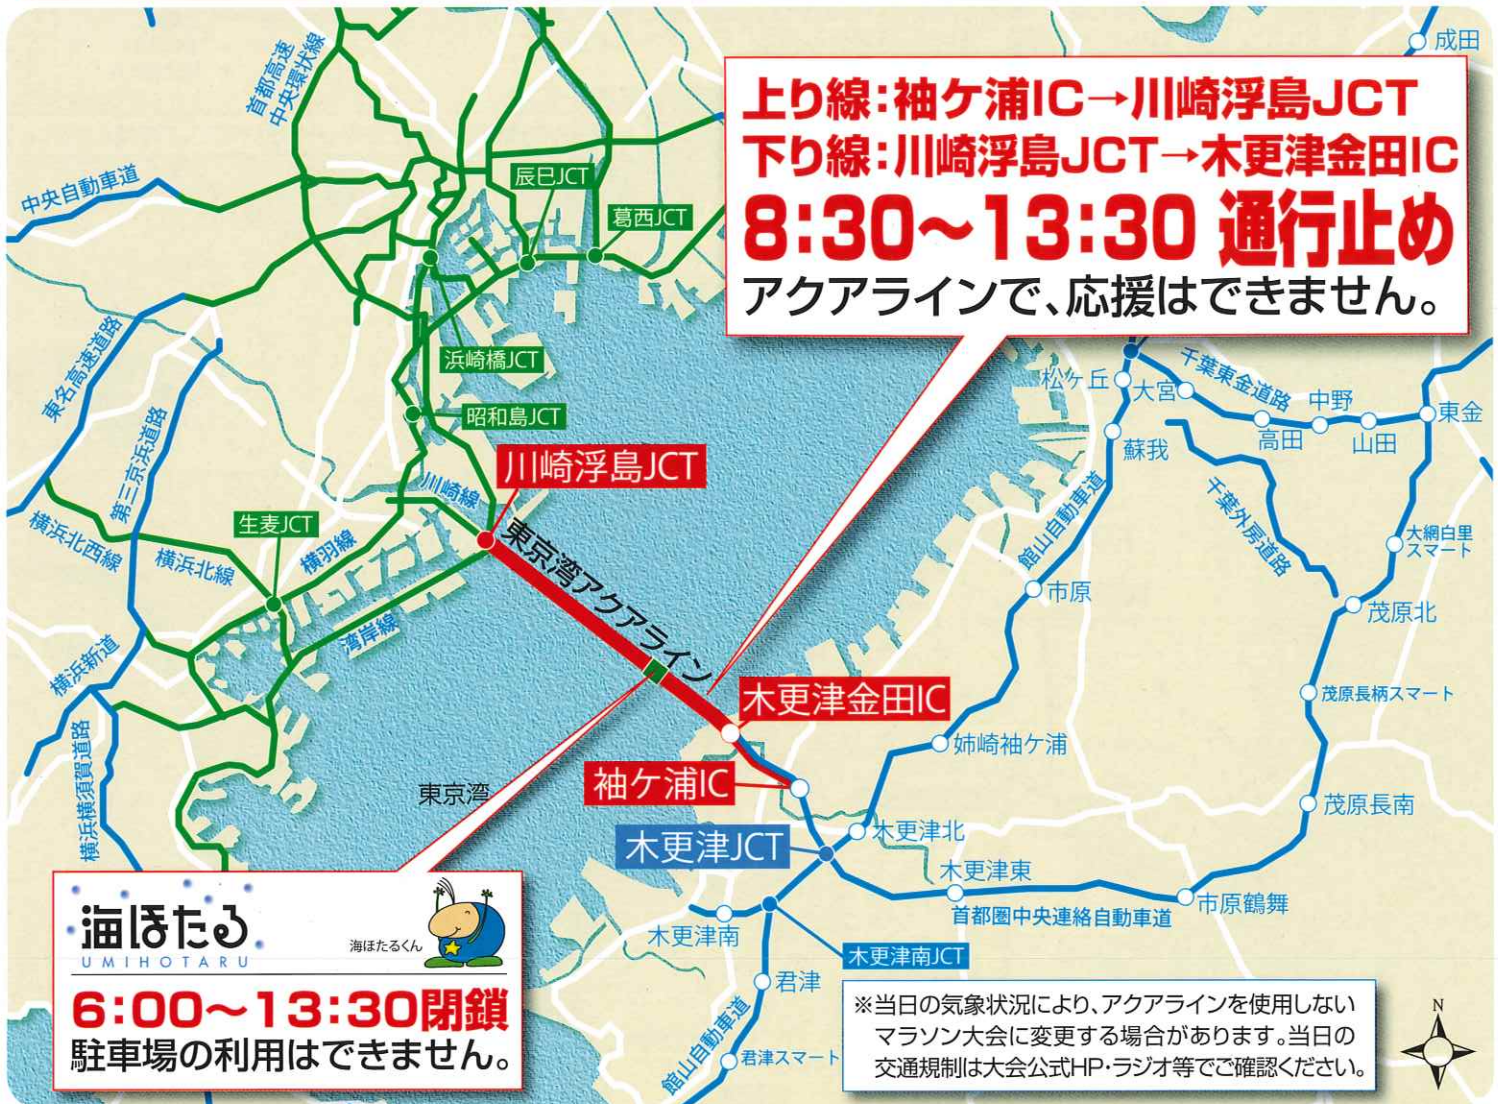 成田
首都高速
中央環状線
上り線:袖ケ浦IC→川崎浮島JCT
下り線:川崎浮島JCT→木更津金田IC
8:30〜13:30 通行止め
アクアラインで、応援はできません。
中央自動車道
辰巳JCT
葛西JCT
浜崎橋JCT
昭和島JCT
東名高速道路
第三京浜道路
川崎浮島JCT
川崎線
生麦JCT
横浜北西線
横浜北線
横羽線
湾岸線
横浜新道
横浜横須賀道路
東京湾アクアライン
松ケ丘
大宮
千葉東金道路
中野
東金
高田
山田
蘇我
千葉外房道路
館山自動車道
大網白里
スマート
市原
茂原北
茂原長柄スマート
木更津金田IC
姉崎袖ケ浦
袖ケ浦IC
東京湾
茂原長南
木更津JCT
木更津北
木更津東
市原鶴舞
首都圏中央連絡自動車道
木更津南
木更津南JCT
君津
館山自動車道
君津スマート
海ほたる
UMIHOTARU
海ほたるくん
6:00〜13:30閉鎖
駐車場の利用はできません。
※当日の気象状況により、アクアラインを使用しない
マラソン大会に変更する場合があります。当日の
交通規制は大会公式HP・ラジオ等でご確認ください。
N